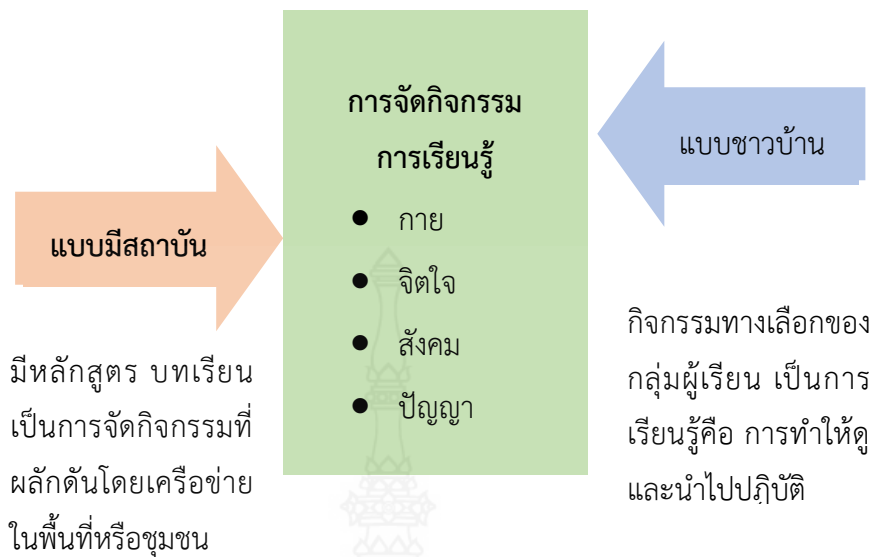 การจัดกิจกรรม
การเรียนรู้
● กาย
● จิตใจ
● สังคม
● ปัญญา
แบบมีสถาบัน
มีหลักสูตร บทเรียน
เป็นการจัดกิจกรรมที่
ผลักดันโดยเครือข่าย
ในพื้นที่หรือชุมชน
แบบชาวบ้าน
กิจกรรมทางเลือกของ
กลุ่มผู้เรียน เป็นการ
เรียนรู้คือ การทำให้ดู
และนำไปปฏิบัติ